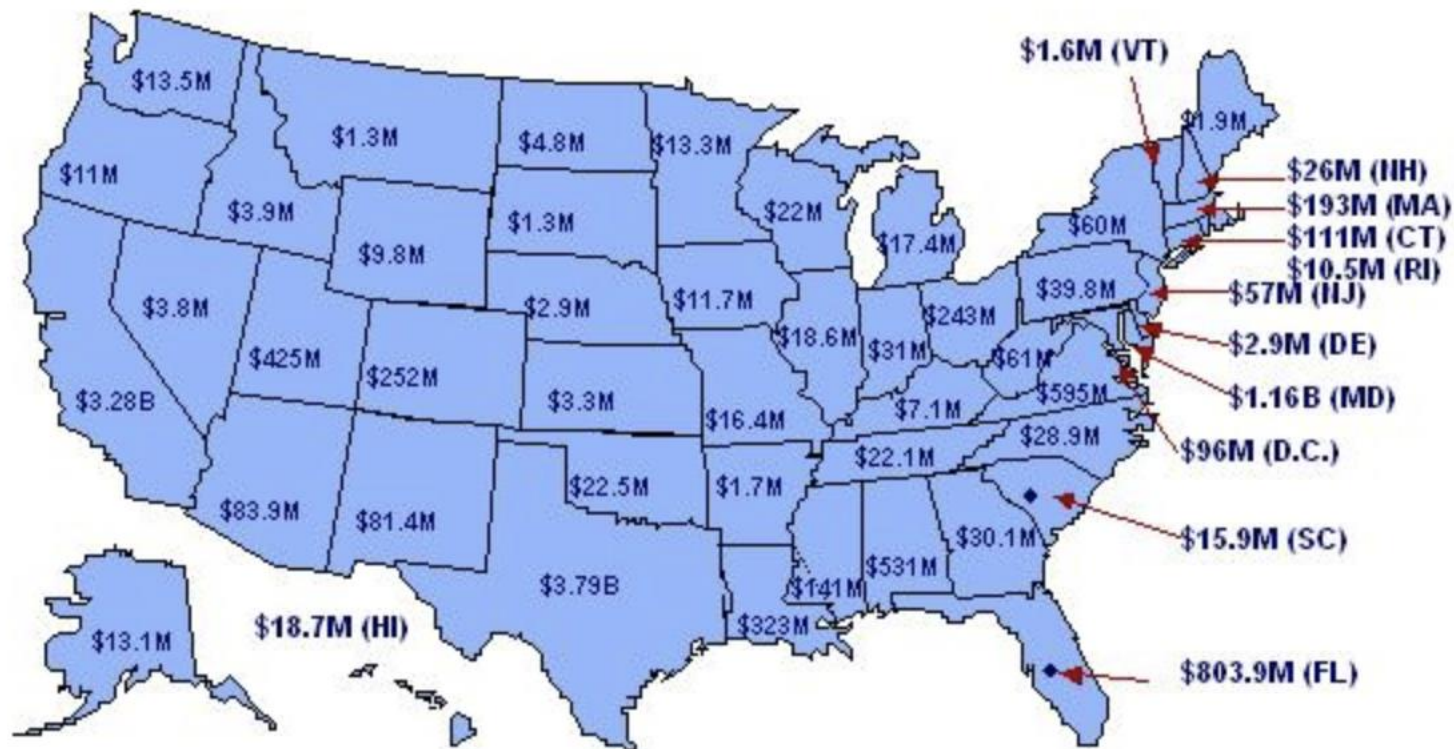 $1.6M (VT)
$13.5M
$1.9M
$1.3M
$4.8M
$13.3M
$11M
$26M (NH)
$3.9M
$22M
$193M (MA)
$1.3M
$60M
$17.4M
$111M (CT)
$9.8M
$10.5M (RI)
$39.8M
$57M (NJ)
$3.8M
$2.9M
$11.7M
$243M
$18.6M
$31M
$2.9M (DE)
$425M
$61M
$252M
$595M
$1.16B (MD)
$3.28B
$3.3M
$7.1M
$16.4M
$28.9M
$96M (D.C.)
$22.1M
$22.5M
$1.7M
$83.9M
$81.4M
$30.1M
$15.9M (SC)
$531M
$3.79B
$141M
$18.7M (HI)
$323M
$13.1M
$803.9M (FL)